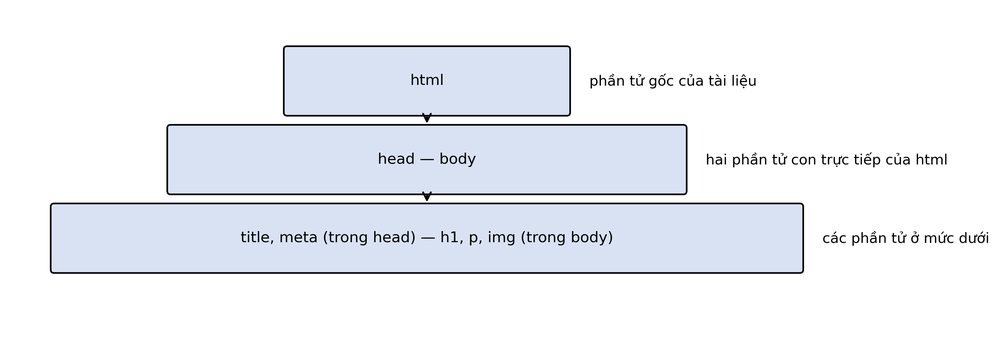 html
phần tử gốc của tài liệu
head — body
hai phần tử con trực tiếp của html
title, meta (trong head) — h1, p, img (trong body)
các phần tử ở mức dưới